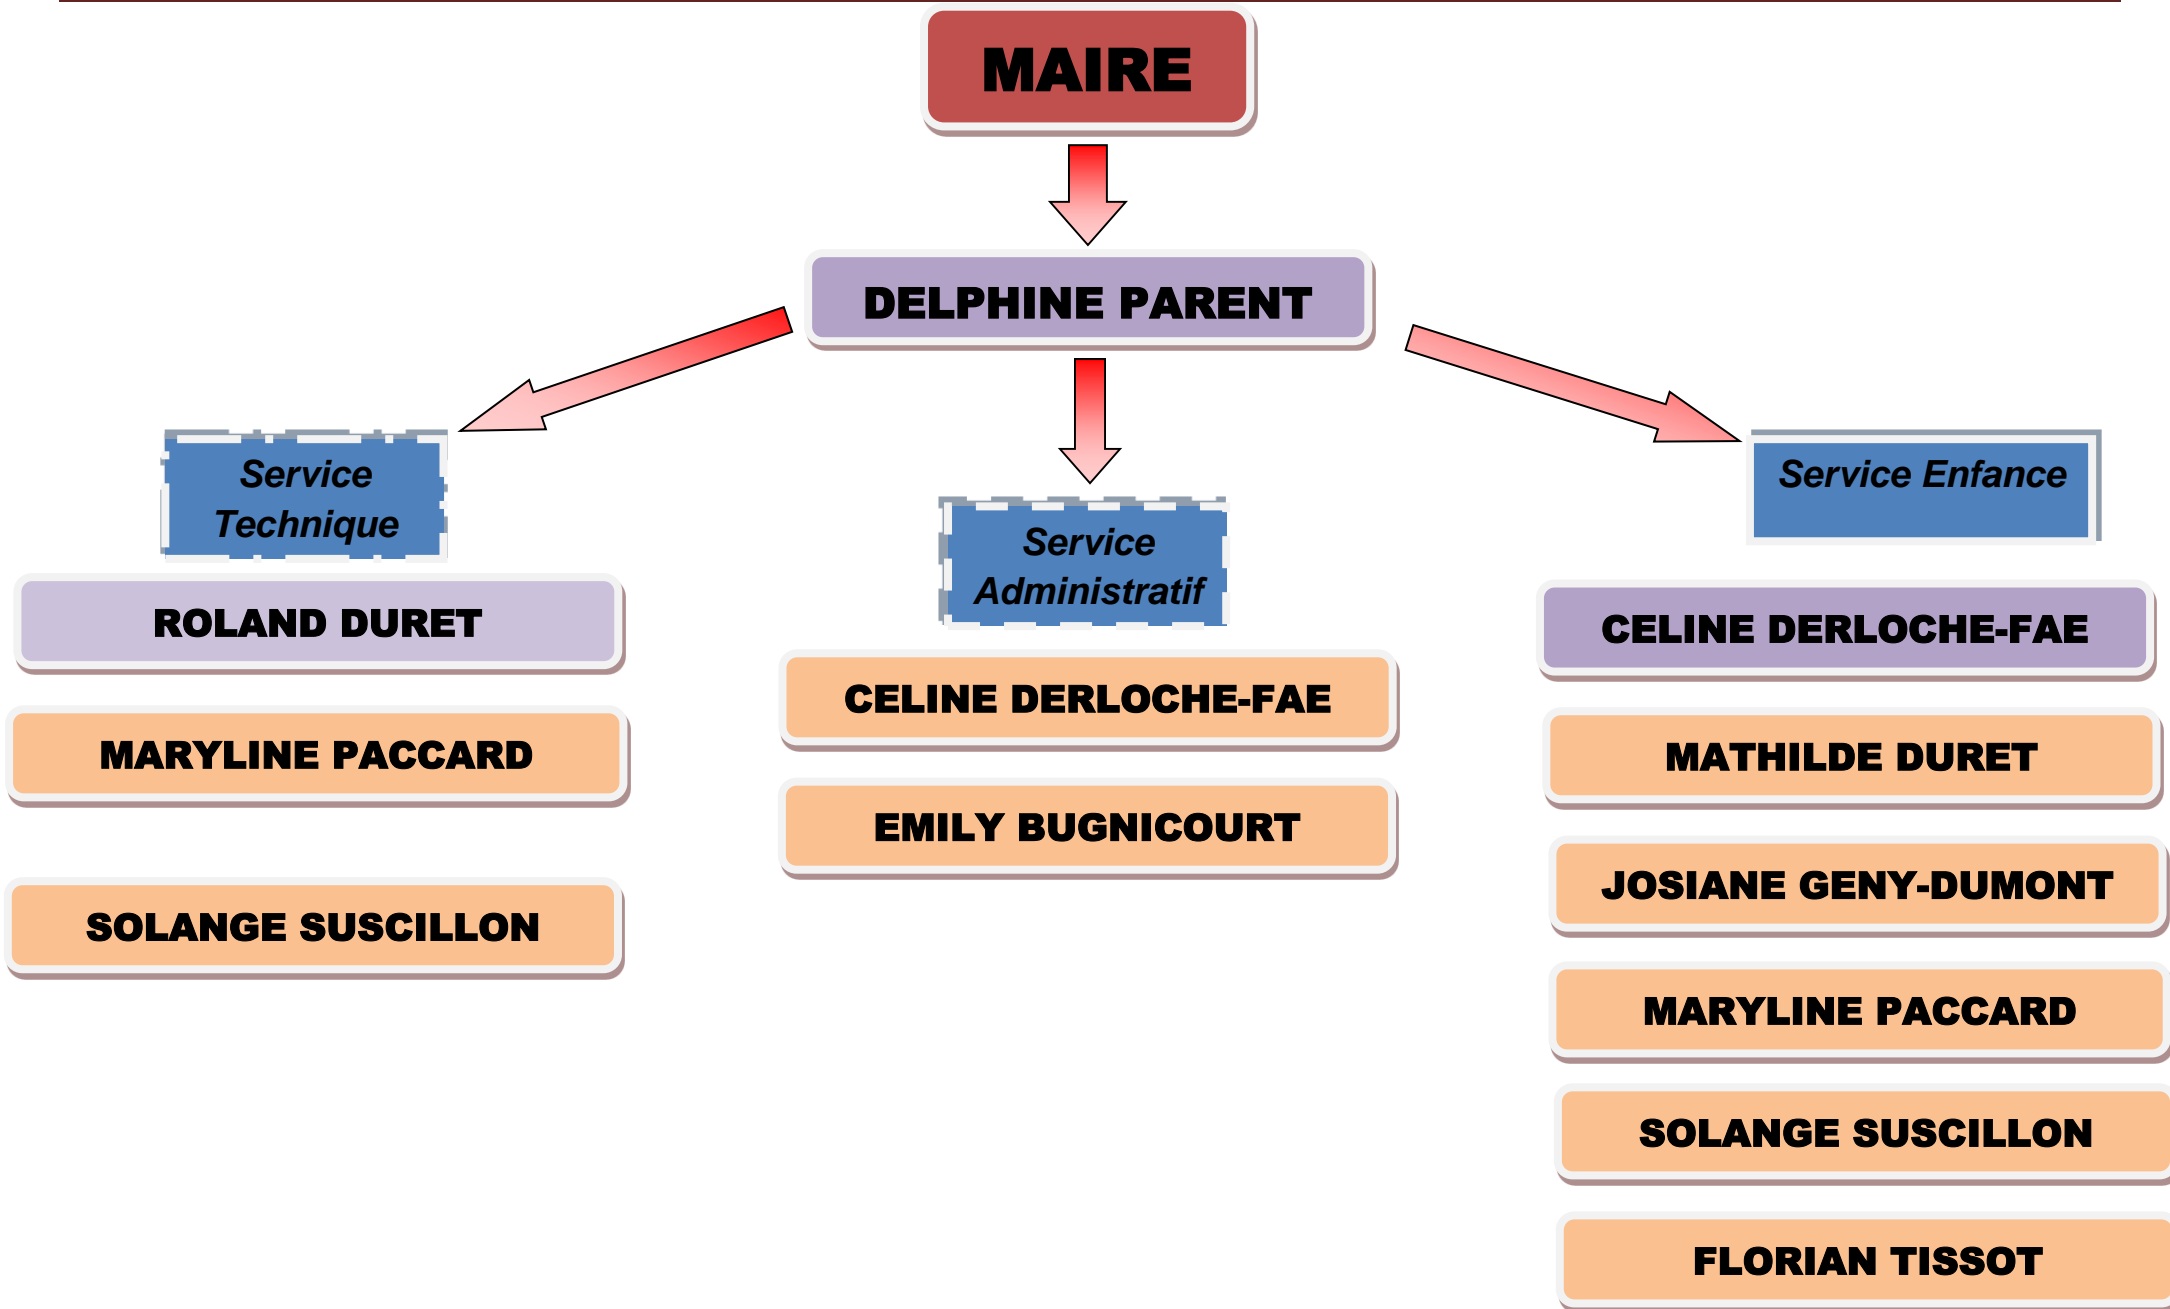 MAIRE
DELPHINE PARENT
Service
Technique
ROLAND DURET
MARYLINE PACCARD
SOLANGE SUSCILLON
Service
Administratif
CELINE DERLOCHE-FAE
EMILY BUGNICOURT
Service Enfance
CELINE DERLOCHE-FAE
MATHILDE DURET
JOSIANE GENY-DUMONT
MARYLINE PACCARD
SOLANGE SUSCILLON
FLORIAN TISSOT